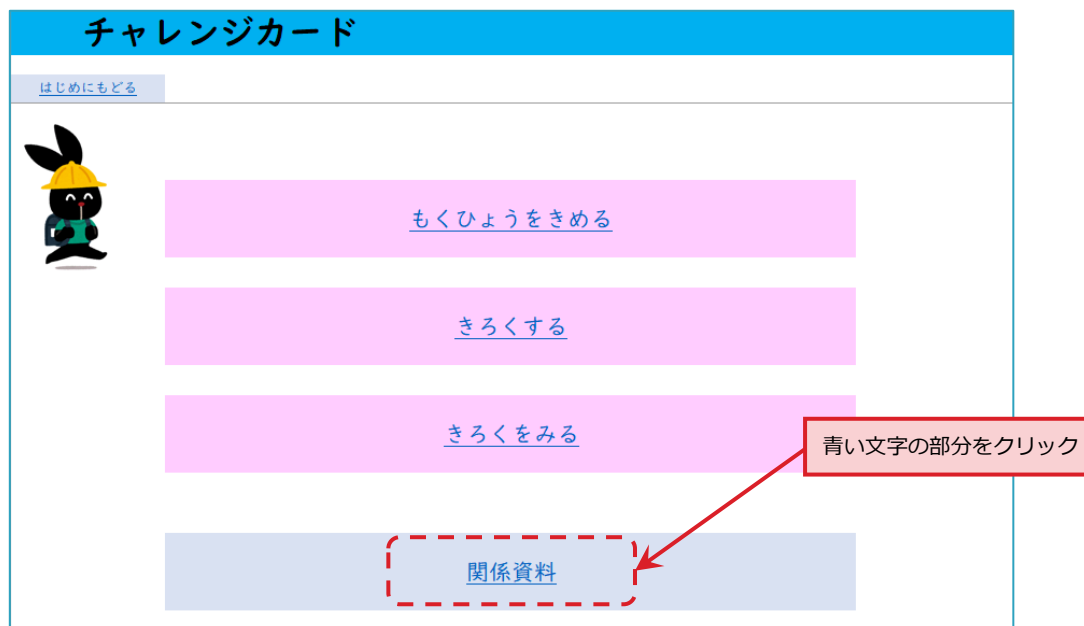 チャレンジカード
はじめにもどる
もくひょうをきめる
きろくする
きろくをみる
青い文字の部分をクリック
関係資料